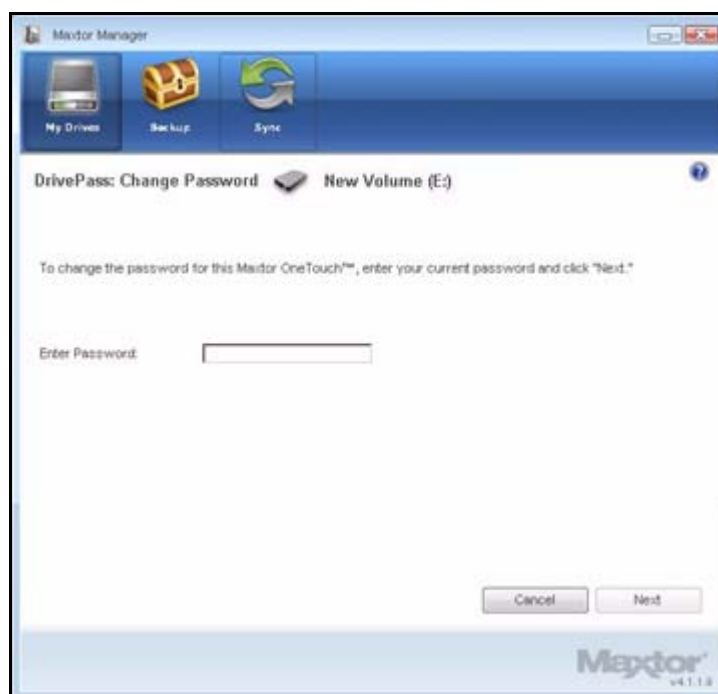 Maxtor Manager
My Drives Backup Sync
DrivePass: Change Password New Volume (E:)
To change the password for this Maxtor OneTouch™, enter your current password and click "Next."
Enter Password:
Cancel Next
Maxtor